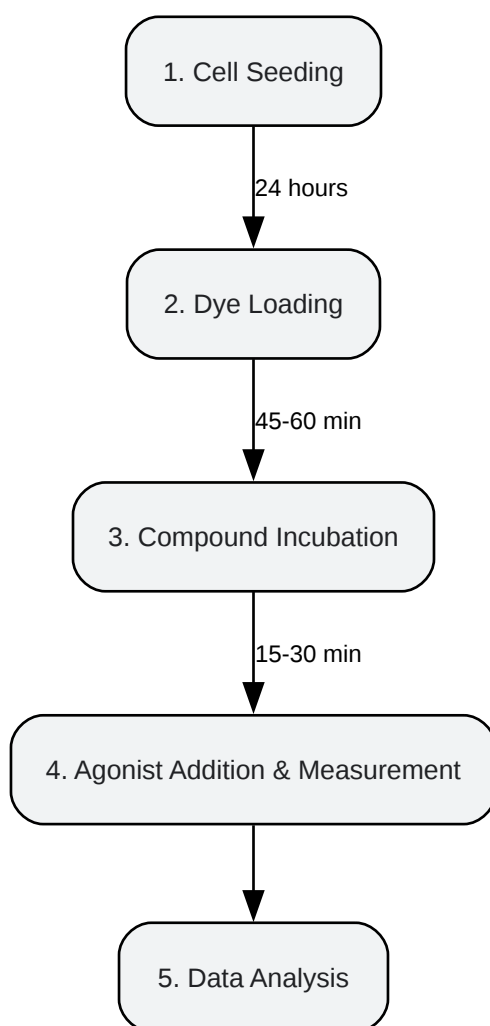 1. Cell Seeding
24 hours
2. Dye Loading
45-60 min
3. Compound Incubation
15-30 min
4. Agonist Addition & Measurement
5. Data Analysis